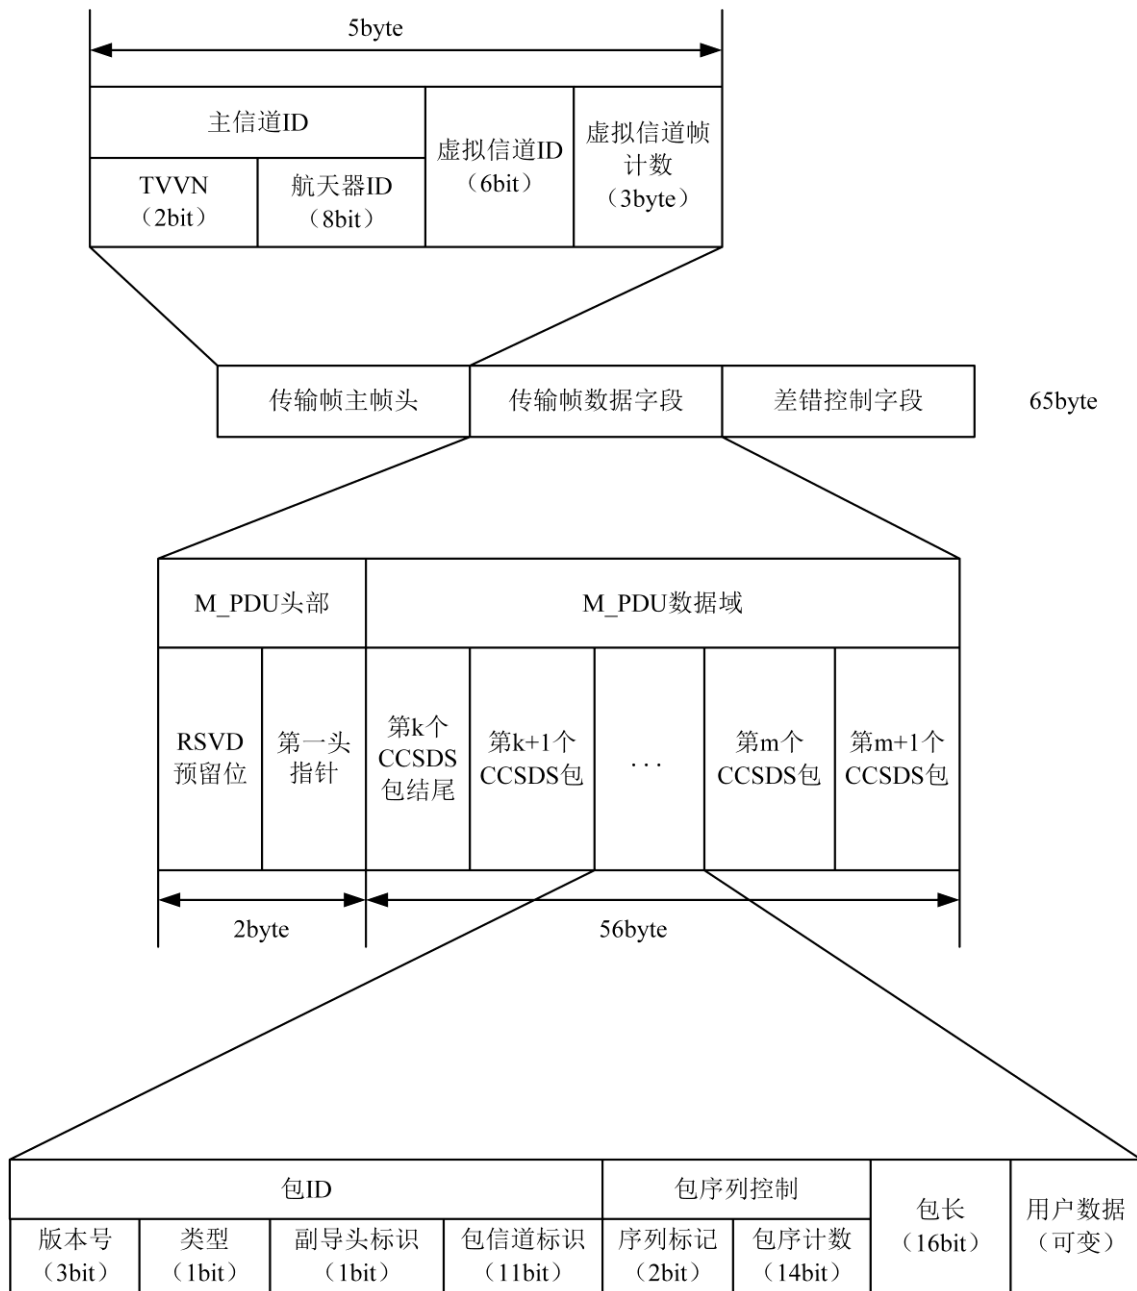 5byte
主信道ID
虚拟信道ID
（6bit）
虚拟信道帧
计数
（3byte）
TVVN
（2bit）
航天器ID
（8bit）
传输帧主帧头
传输帧数据字段
差错控制字段
65byte
M_PDU头部
M_PDU数据域
RSVD
预留位
第一头
指针
第k个
CCSDS
包结尾
第k+1个
CCSDS包
...
第m个
CCSDS包
第m+1个
CCSDS包
2byte
56byte
包ID
包序列控制
包长
（16bit）
用户数据
（可变）
版本号
（3bit）
类型
（1bit）
副导头标识
（1bit）
包信道标识
（11bit）
序列标记
（2bit）
包序计数
（14bit）